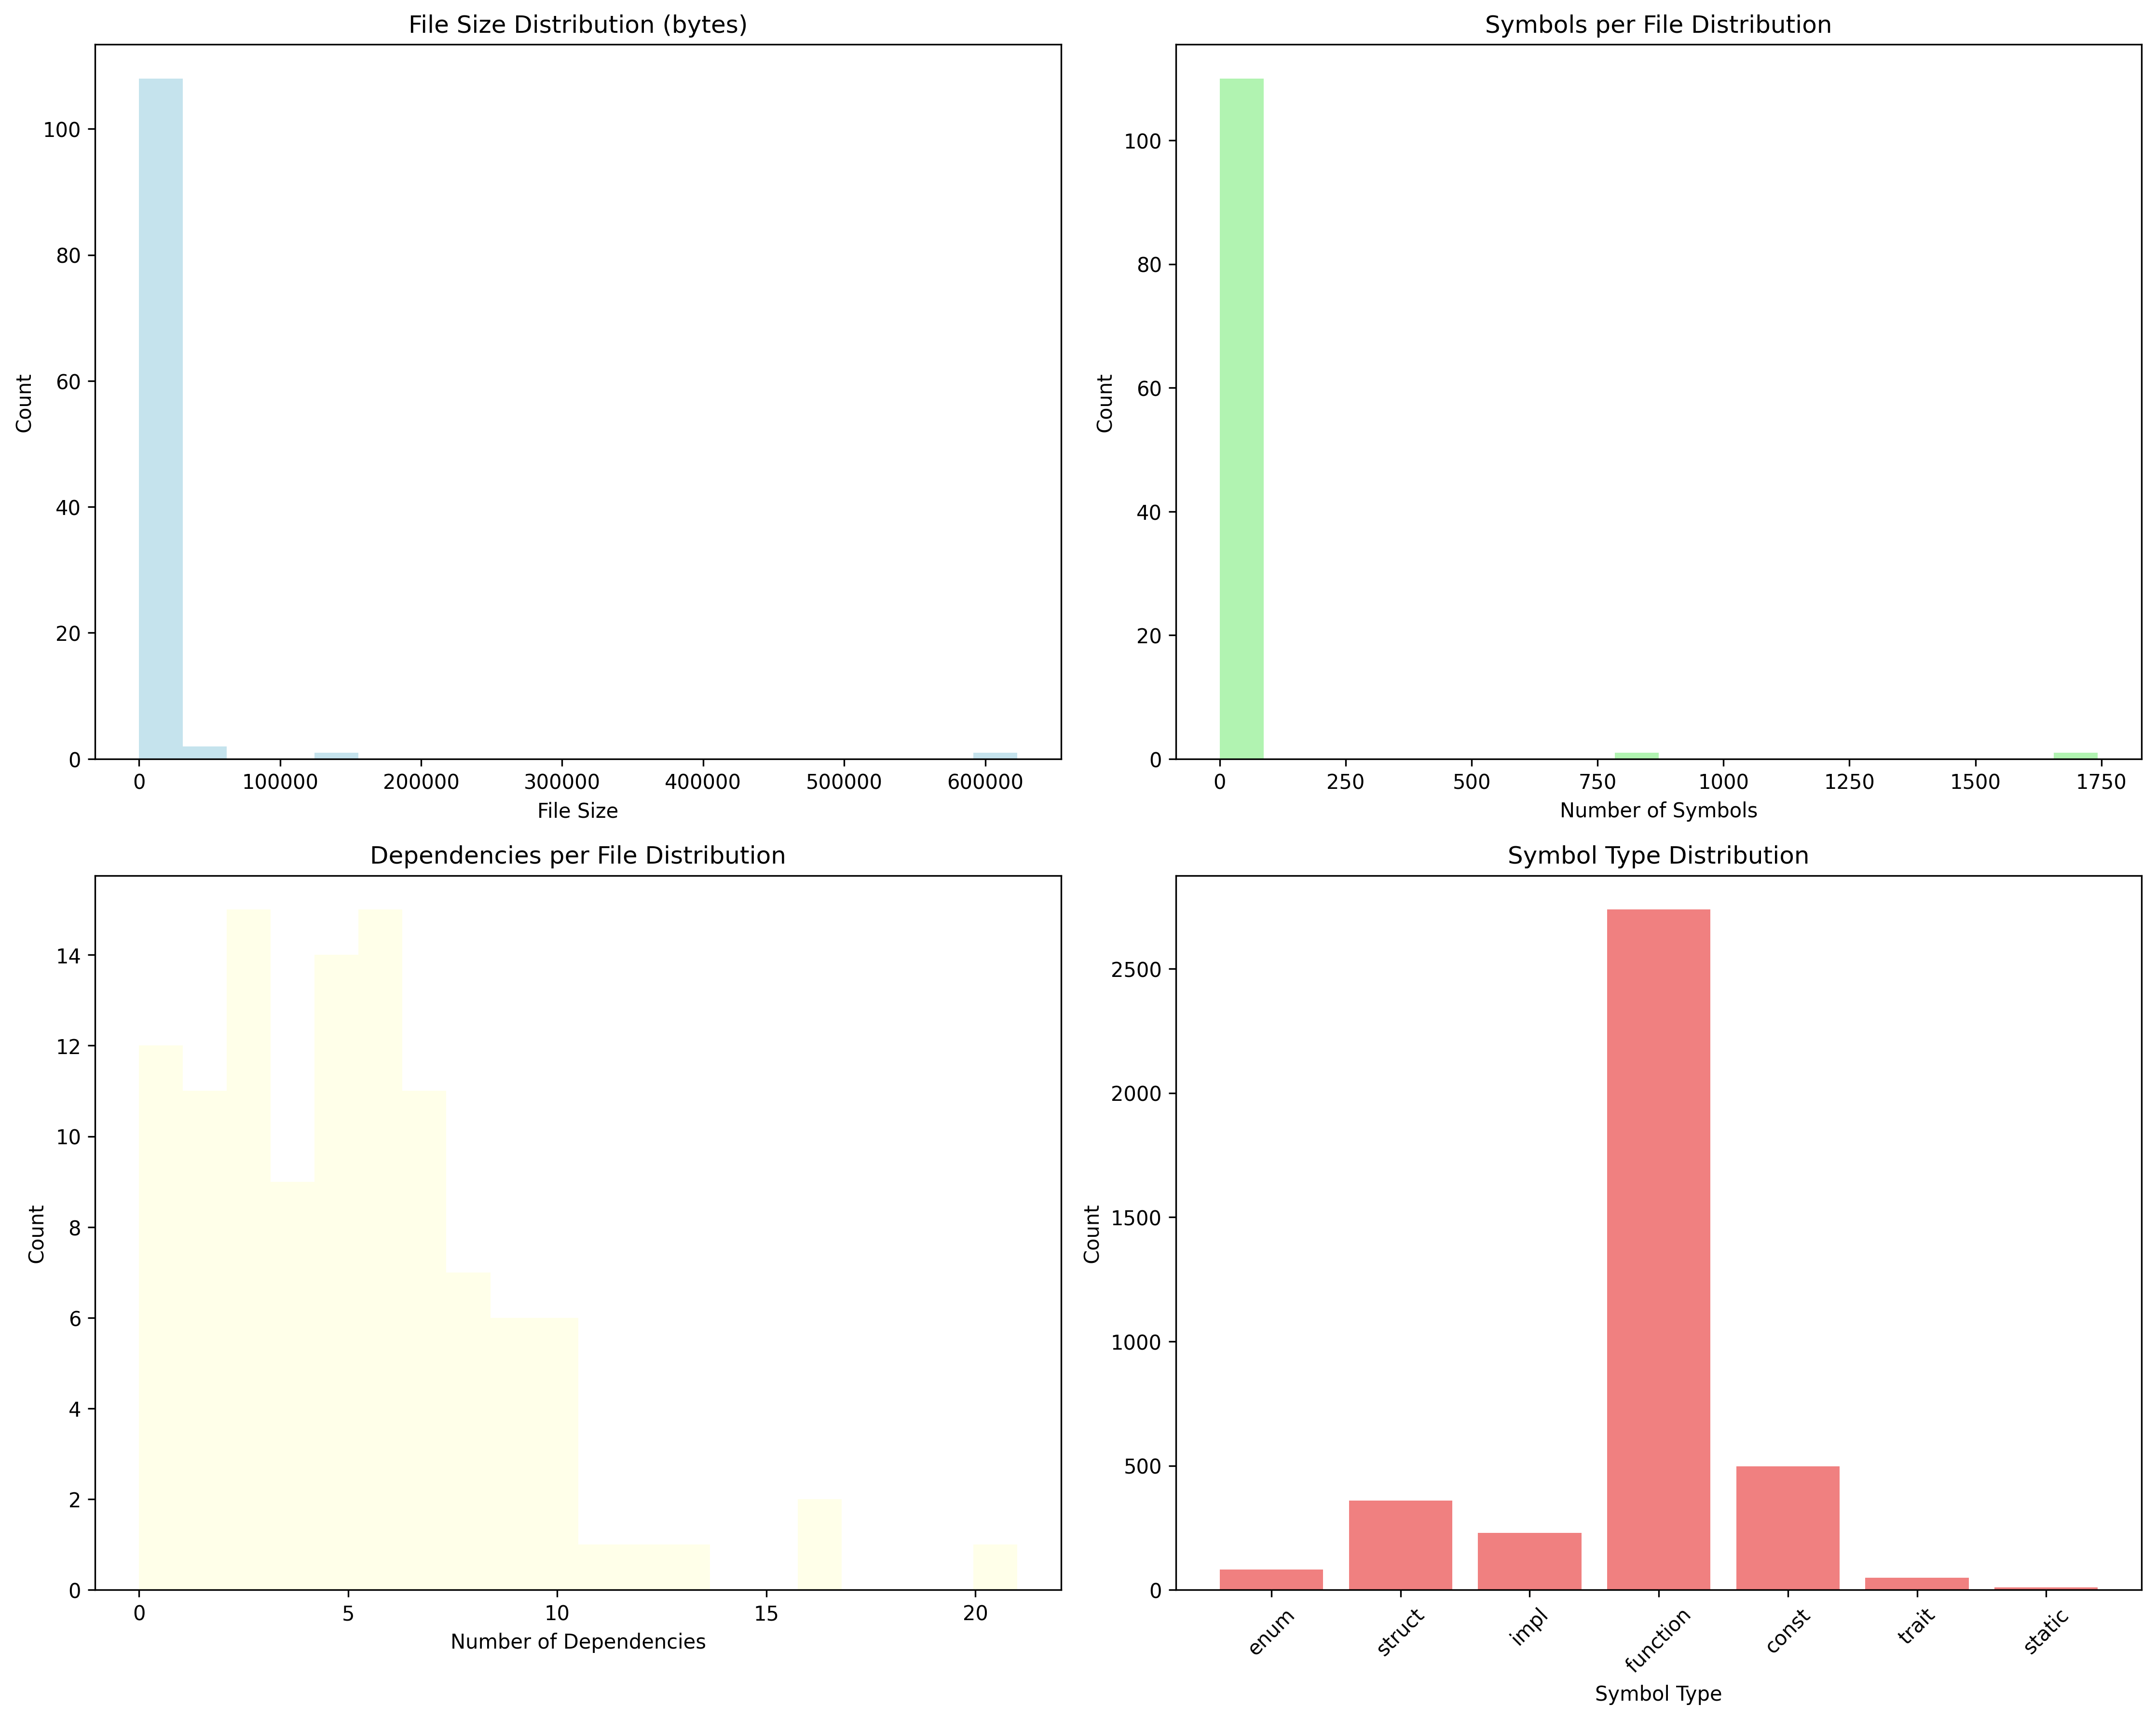 File Size Distribution (bytes)
Count
100
80
60
40
20
0
0 100000 200000 300000 400000 500000 600000
File Size
Symbols per File Distribution
Count
100
80
60
40
20
0
0 250 500 750 1000 1250 1500 1750
Number of Symbols
Dependencies per File Distribution
Count
14
12
10
8
6
4
2
0
0 5 10 15 20
Number of Dependencies
Symbol Type Distribution
Count
2500
2000
1500
1000
500
0
enum struct impl function const trait static
Symbol Type